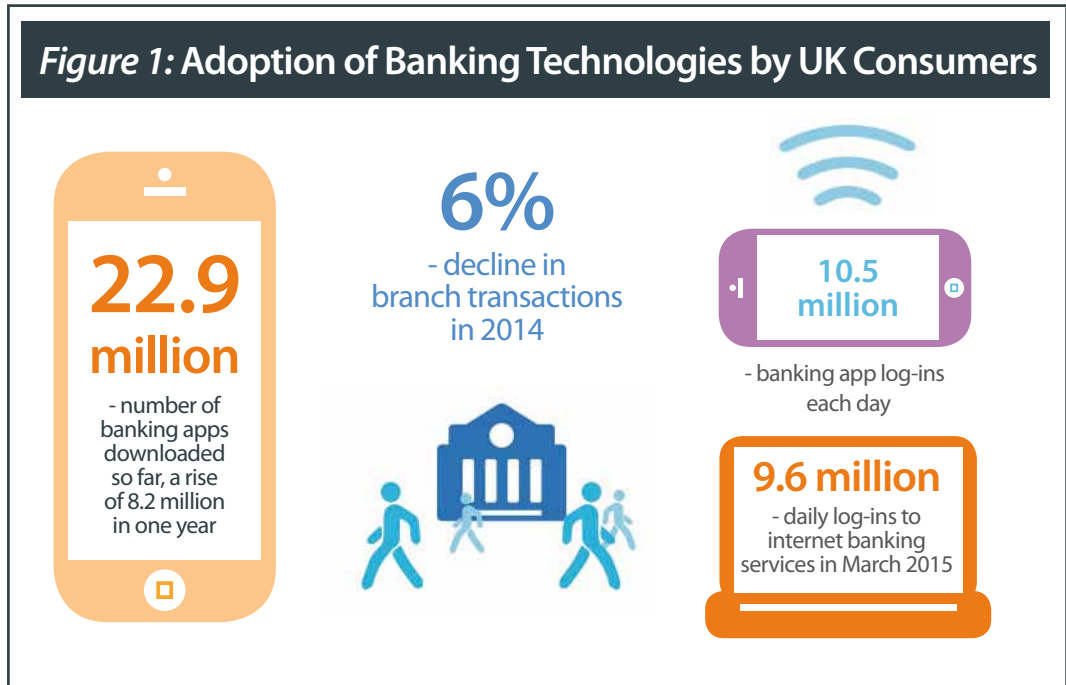 Figure 1: Adoption of Banking Technologies by UK Consumers
22.9
million
- number of
banking apps
downloaded
so far, a rise
of 8.2 million
in one year
6%
- decline in
branch transactions
in 2014
10.5
million
- banking app log-ins
each day
9.6 million
- daily log-ins to
internet banking
services in March 2015